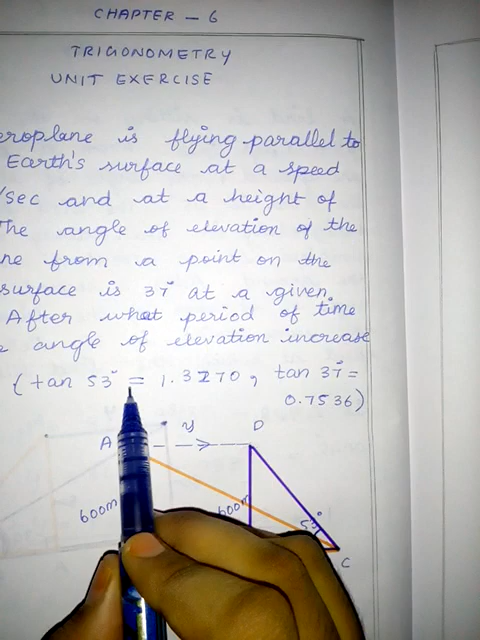 CHAPTER - 6
TRIGONOMETRY
UNIT EXERCISE
eroplane is flying parallel to
Earth's surface at a speed
/sec and at a height of
The angle of elevation of the
ne from a point on the
surface is 37° at a given
After what period of time
angle of elevation increase
(tan 53° = 1.3270, tan 37° =
0.7536)
A y D
600m 600m 53°
C